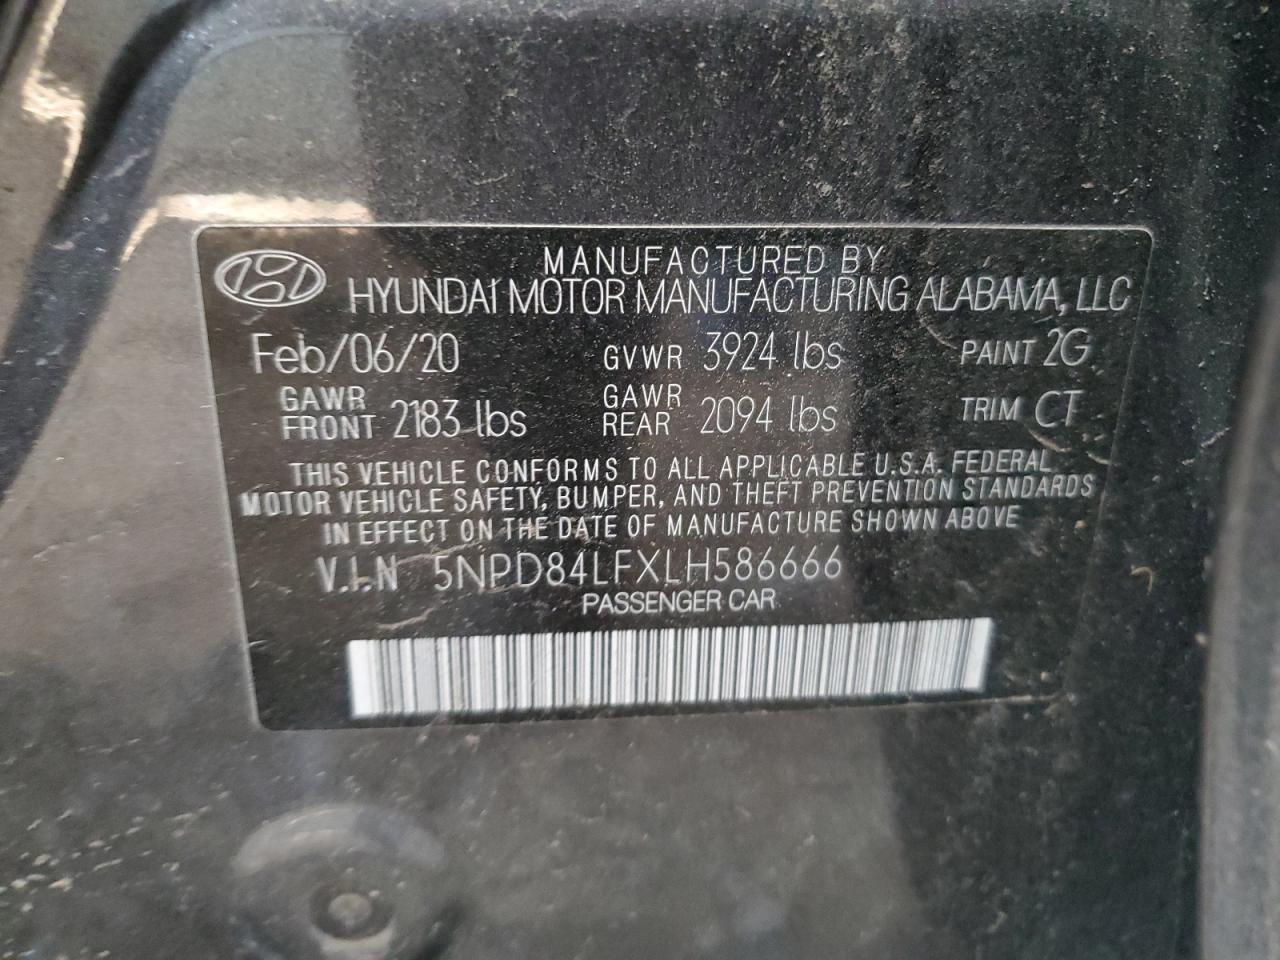 MANUFACTURED BY
HYUNDAI MOTOR MANUFACTURING ALABAMA, LLC
Feb/06/20 GVWR 3924 lbs PAINT 2G
GAWR FRONT 2183 lbs GAWR REAR 2094 lbs TRIM CT
THIS VEHICLE CONFORMS TO ALL APPLICABLE U.S.A. FEDERAL
MOTOR VEHICLE SAFETY, BUMPER, AND THEFT PREVENTION STANDARDS
IN EFFECT ON THE DATE OF MANUFACTURE SHOWN ABOVE
V.I.N 5NPD84LFXLH586666
PASSENGER CAR